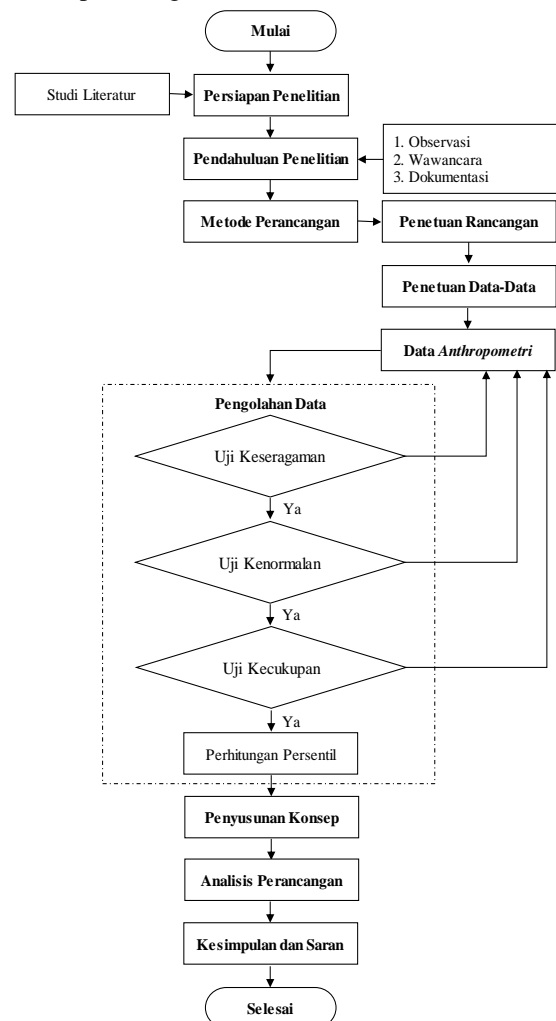 Mulai
Studi Literatur
Persiapan Penelitian
Pendahuluan Penelitian
1. Observasi
2. Wawancara
3. Dokumentasi
Metode Perancangan
Penetuan Rancangan
Penetuan Data-Data
Data Anthropometri
Pengolahan Data
Uji Keseragaman
Ya
Uji Kenormalan
Ya
Uji Kecukupan
Ya
Perhitungan Persentil
Penyusunan Konsep
Analisis Perancangan
Kesimpulan dan Saran
Selesai